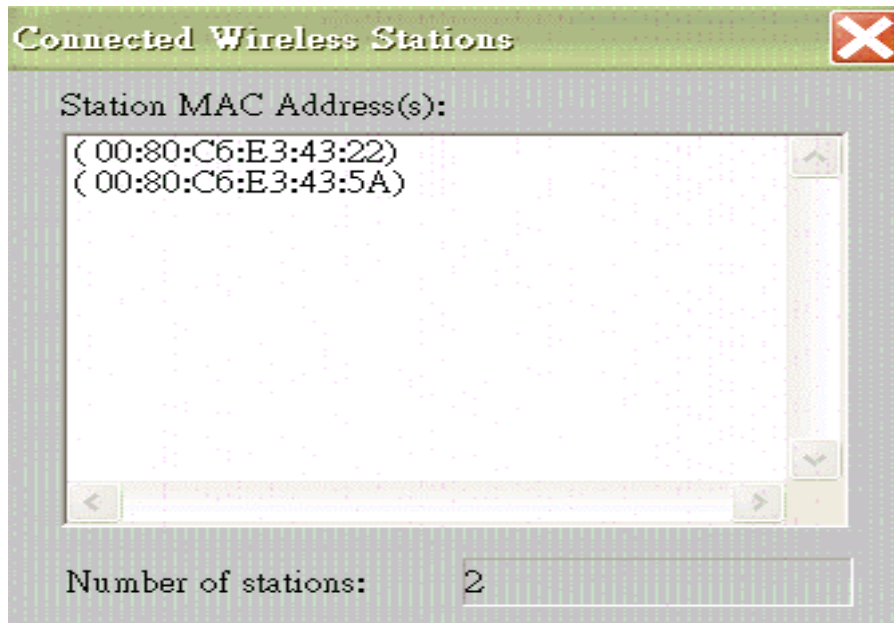 Connected Wireless Stations
Station MAC Address(s):
( 00:80:C6:E3:43:22)
( 00:80:C6:E3:43:5A)
Number of stations: 2